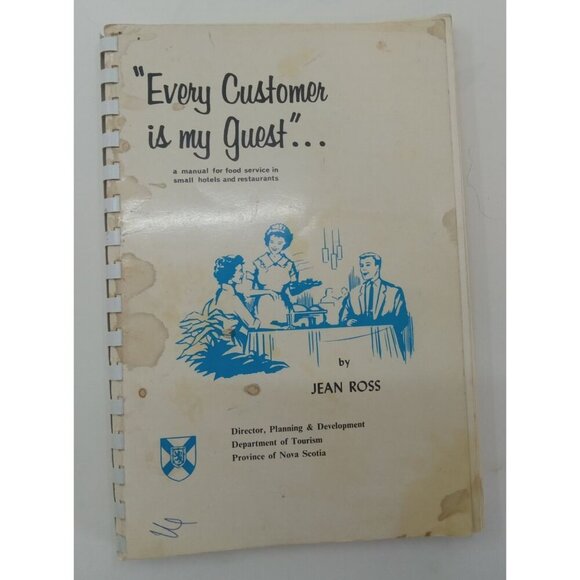 "Every Customer
is my guest"...
a manual for food service in
small hotels and restaurants
by
JEAN ROSS
Director, Planning & Development
Department of Tourism
Province of Nova Scotia